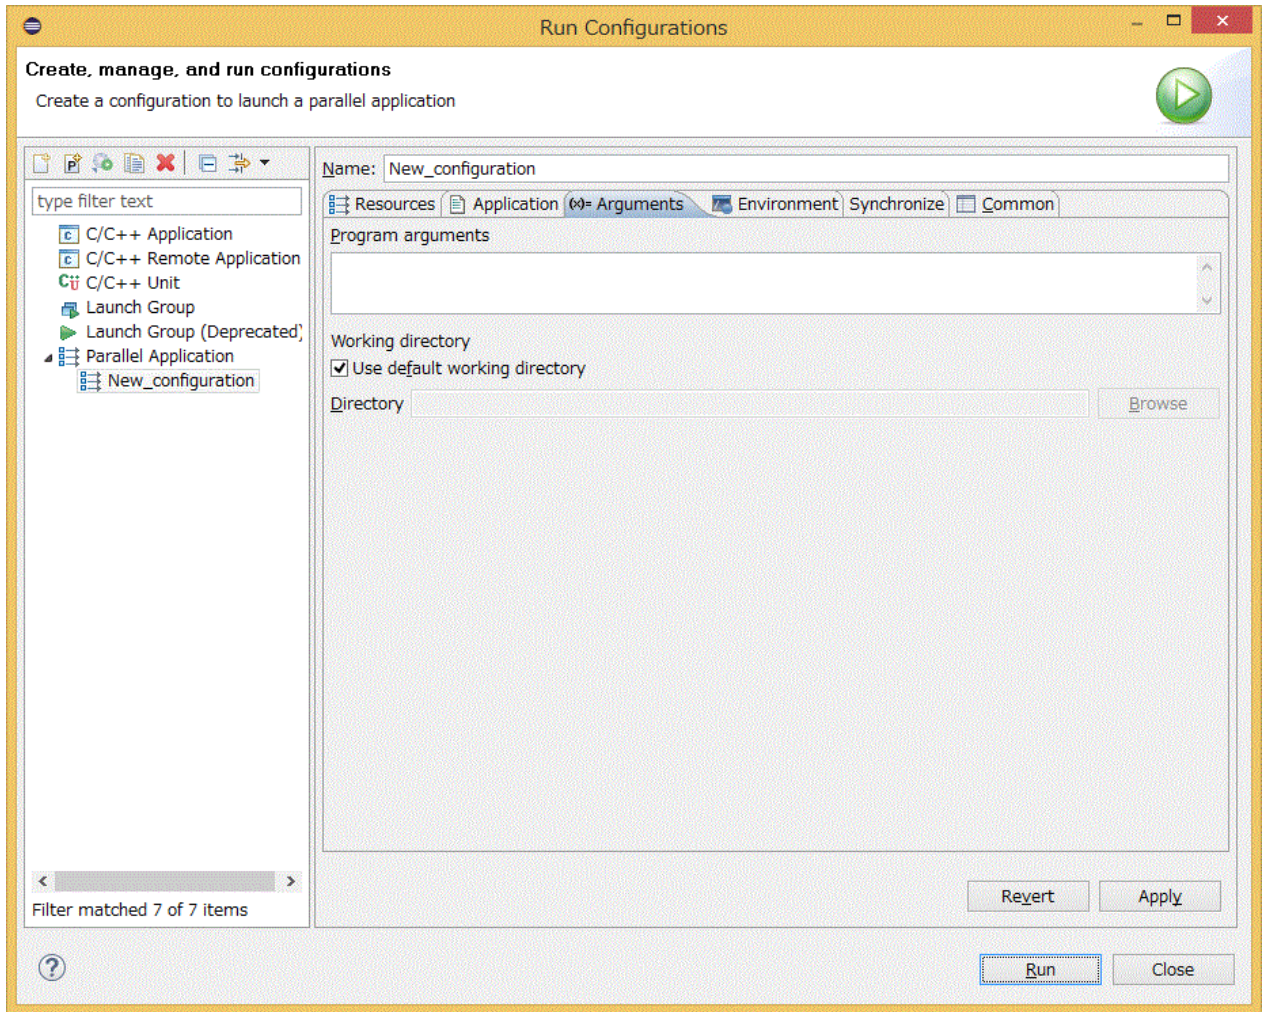 Run Configurations
Create, manage, and run configurations
Create a configuration to launch a parallel application
type filter text
C/C++ Application
C/C++ Remote Application
C/C++ Unit
Launch Group
Launch Group (Deprecated)
Parallel Application
New_configuration
Filter matched 7 of 7 items
Name: New_configuration
Resources Application (x)= Arguments Environment Synchronize Common
Program arguments
Working directory
Use default working directory
Directory Browse
Revert Apply
Run Close